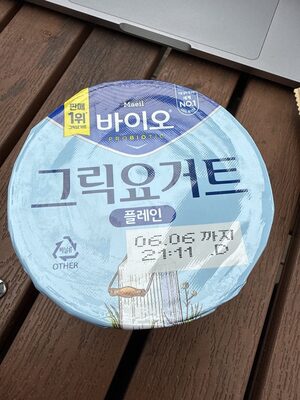 Maeil
판매
1위
바이오
PROBIOTIC
NO.1
그릭요거트
플레인
06.06 까지
21:11 D
OTHER